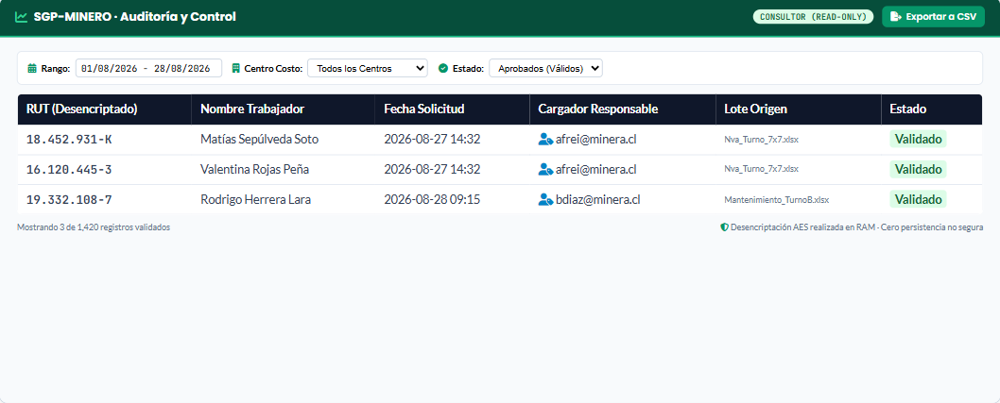 SGP-MINERO · Auditoría y Control CONSULTOR (READ-ONLY) Exportar a CSV
Rango: 01/08/2026 - 28/08/2026 Centro Costo: Todos los Centros Estado: Aprobados (Válidos)
RUT (Desencriptado) Nombre Trabajador Fecha Solicitud Cargador Responsable Lote Origen Estado
18.452.931-K Matías Sepúlveda Soto 2026-08-27 14:32 afrei@minera.cl Nva_Turno_7x7.xlsx Validado
16.120.445-3 Valentina Rojas Peña 2026-08-27 14:32 afrei@minera.cl Nva_Turno_7x7.xlsx Validado
19.332.108-7 Rodrigo Herrera Lara 2026-08-28 09:15 bdiaz@minera.cl Mantenimiento_TurnoB.xlsx Validado
Mostrando 3 de 1,420 registros validados Desencriptación AES realizada en RAM · Cero persistencia no segura